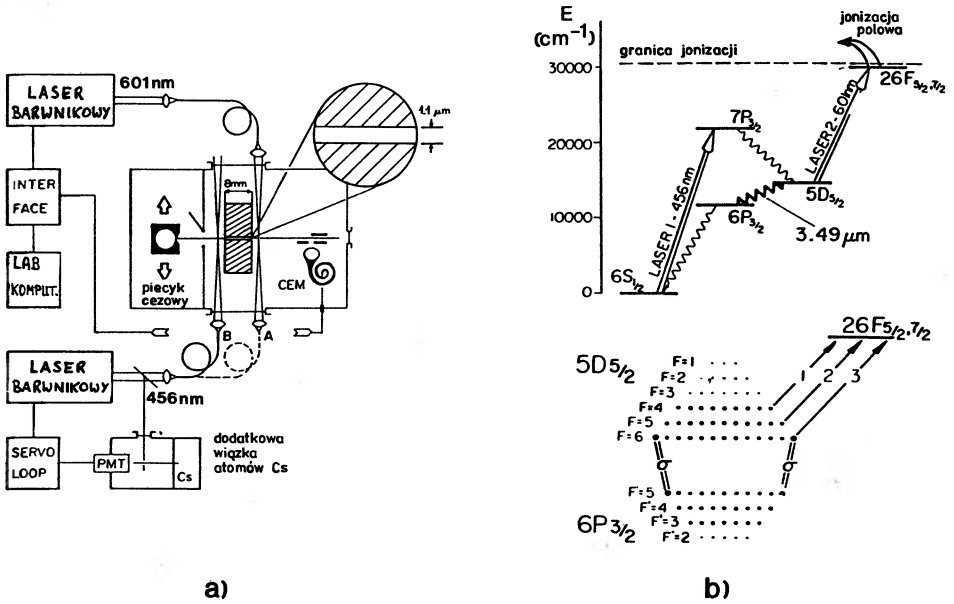 601nm
LASER
BARWNIKOWY
1.1 μm
8mm
INTER
FACE
LAB
KOMPUT.
piecyk
cezowy
CEM
B
A
LASER
BARWNIKOWY
456nm
SERVO
LOOP
PMT
Cs
dodatkowa
wiązka
atomów Cs
a)
E
(cm⁻¹)
jonizacja
polowa
granica jonizacji
30000
26F5/2,7/2
7P3/2
20000
LASER 1 - 456nm
LASER 2 - 601nm
5D5/2
10000
6P3/2
3.49 μm
6S1/2
0
26F5/2,7/2
5D5/2
F=1
F=2
F=3
F=4
F=5
F=6
1
2
3
σ
σ
F'=5
F'=4
F'=3
F'=2
6P3/2
b)